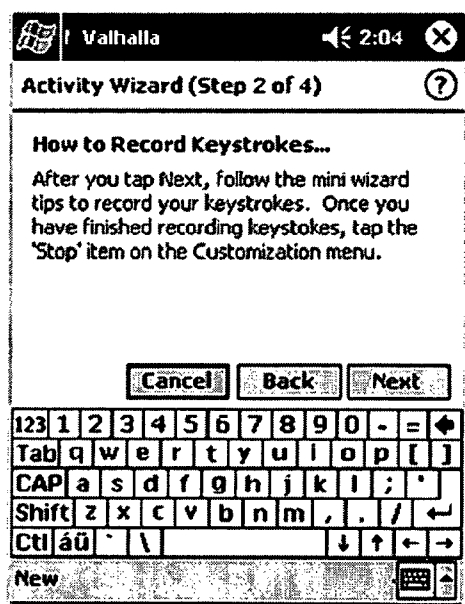 ! Valhalla 2:04
Activity Wizard (Step 2 of 4) ?
How to Record Keystrokes...
After you tap Next, follow the mini wizard
tips to record your keystrokes. Once you
have finished recording keystokes, tap the
'Stop' item on the Customization menu.
Cancel Back Next
123 1 2 3 4 5 6 7 8 9 0 - =
Tab q w e r t y u i o p [ ]
CAP a s d f g h j k l ; '
Shift z x c v b n m , . /
Ctl áü ` \
New